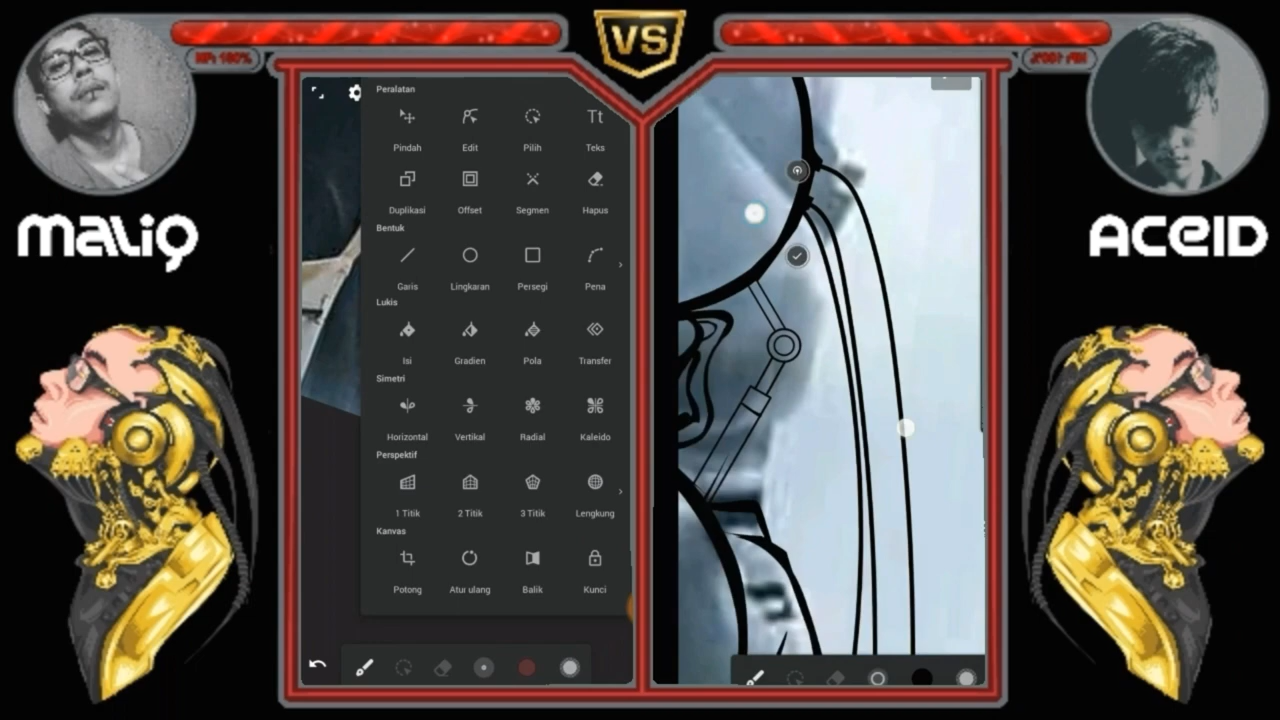 VS
maliq
ACEID
Peralatan
Pindah Edit Pilih Teks
Duplikasi Offset Segmen Hapus
Bentuk
Garis Lingkaran Persegi Pena
Lukis
Isi Gradien Pola Transfer
Simetri
Horizontal Vertikal Radial Kaleido
Perspektif
1 Titik 2 Titik 3 Titik Lengkung
Kanvas
Potong Atur ulang Balik Kunci